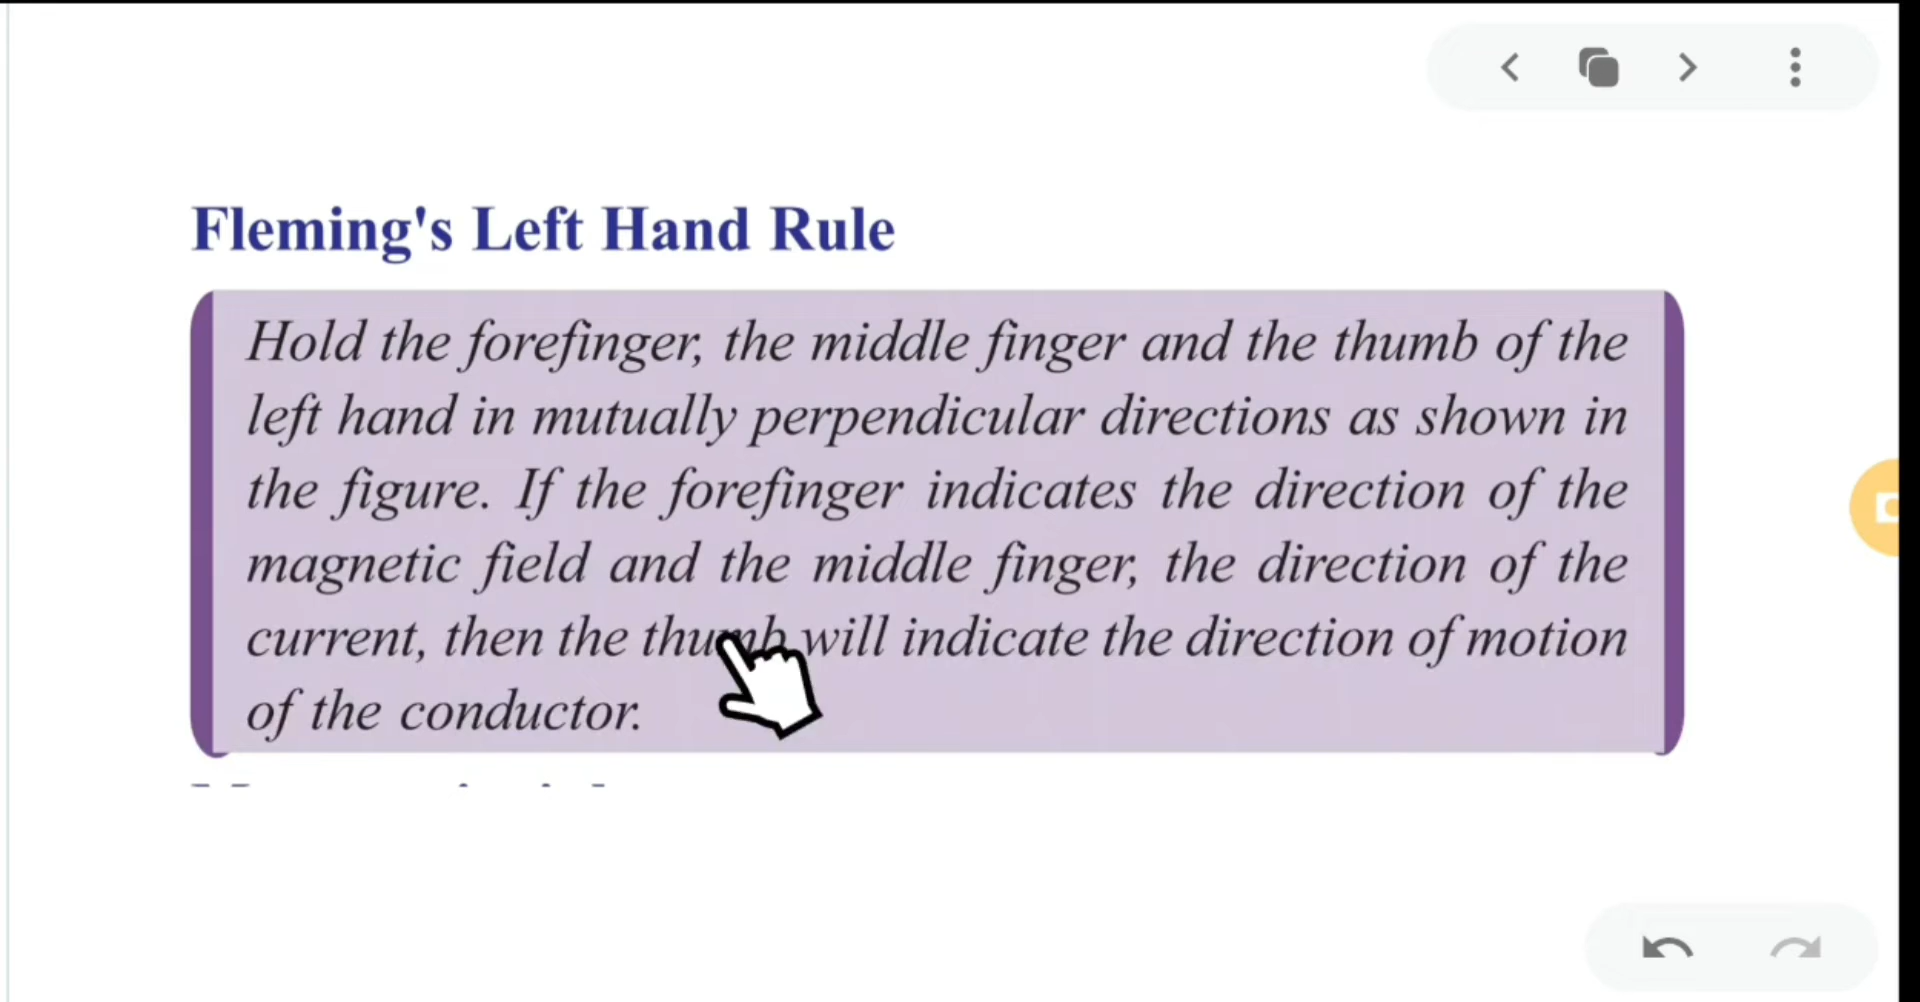 Fleming's Left Hand Rule
Hold the forefinger, the middle finger and the thumb of the
left hand in mutually perpendicular directions as shown in
the figure. If the forefinger indicates the direction of the
magnetic field and the middle finger, the direction of the
current, then the thumb will indicate the direction of motion
of the conductor.